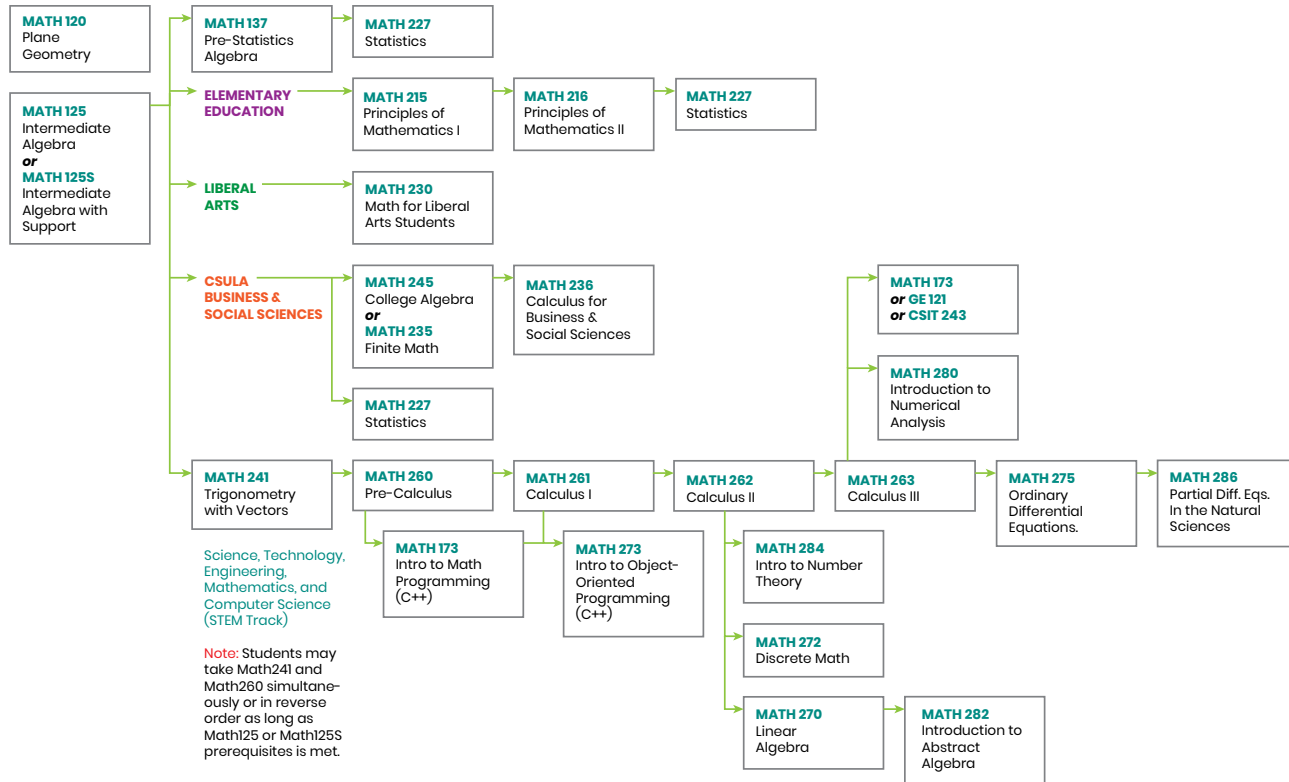 MATH 120
Plane
Geometry
MATH 137
Pre-Statistics
Algebra
MATH 227
Statistics
MATH 125
Intermediate
Algebra
or
MATH 125S
Intermediate
Algebra with
Support
ELEMENTARY
EDUCATION
MATH 215
Principles of
Mathematics I
MATH 216
Principles of
Mathematics II
MATH 227
Statistics
LIBERAL
ARTS
MATH 230
Math for Liberal
Arts Students
CSULA
BUSINESS &
SOCIAL SCIENCES
MATH 245
College Algebra
or
MATH 235
Finite Math
MATH 236
Calculus for
Business &
Social Sciences
MATH 227
Statistics
MATH 173
or GE 121
or CSIT 243
MATH 280
Introduction to
Numerical
Analysis
MATH 241
Trigonometry
with Vectors
MATH 260
Pre-Calculus
MATH 261
Calculus I
MATH 262
Calculus II
MATH 263
Calculus III
MATH 275
Ordinary
Differential
Equations.
MATH 286
Partial Diff. Eqs.
In the Natural
Sciences
MATH 173
Intro to Math
Programming
(C++)
MATH 273
Intro to Object-
Oriented
Programming
(C++)
MATH 284
Intro to Number
Theory
MATH 272
Discrete Math
MATH 270
Linear
Algebra
MATH 282
Introduction to
Abstract
Algebra
Science, Technology,
Engineering,
Mathematics, and
Computer Science
(STEM Track)
Note: Students may
take Math241 and
Math260 simultane-
ously or in reverse
order as long as
Math125 or Math125S
prerequisites is met.